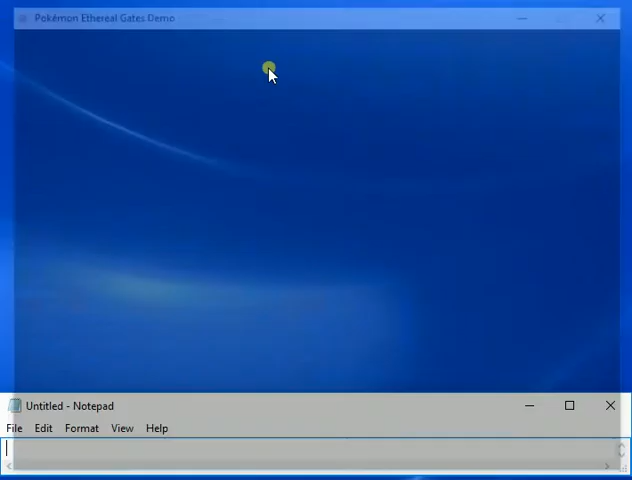 Pokémon Ethereal Gates Demo
Untitled - Notepad
File Edit Format View Help